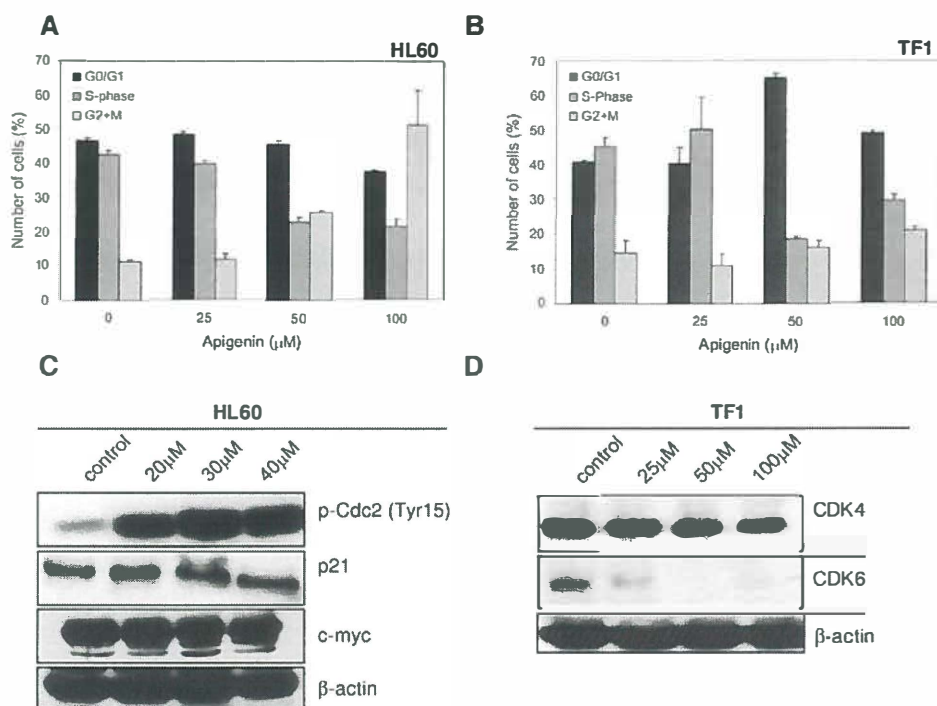 A
HL60
70
60
50
40
30
20
10
0
Number of cells (%)
G0/G1
S-phase
G2+M
0 25 50 100
Apigenin (μM)
B
TF1
70
60
50
40
30
20
10
0
Number of cells (%)
G0/G1
S-Phase
G2+M
0 25 50 100
Apigenin (μM)
C
HL60
control 20μM 30μM 40μM
p-Cdc2 (Tyr15)
p21
c-myc
β-actin
D
TF1
control 25μM 50μM 100μM
CDK4
CDK6
β-actin